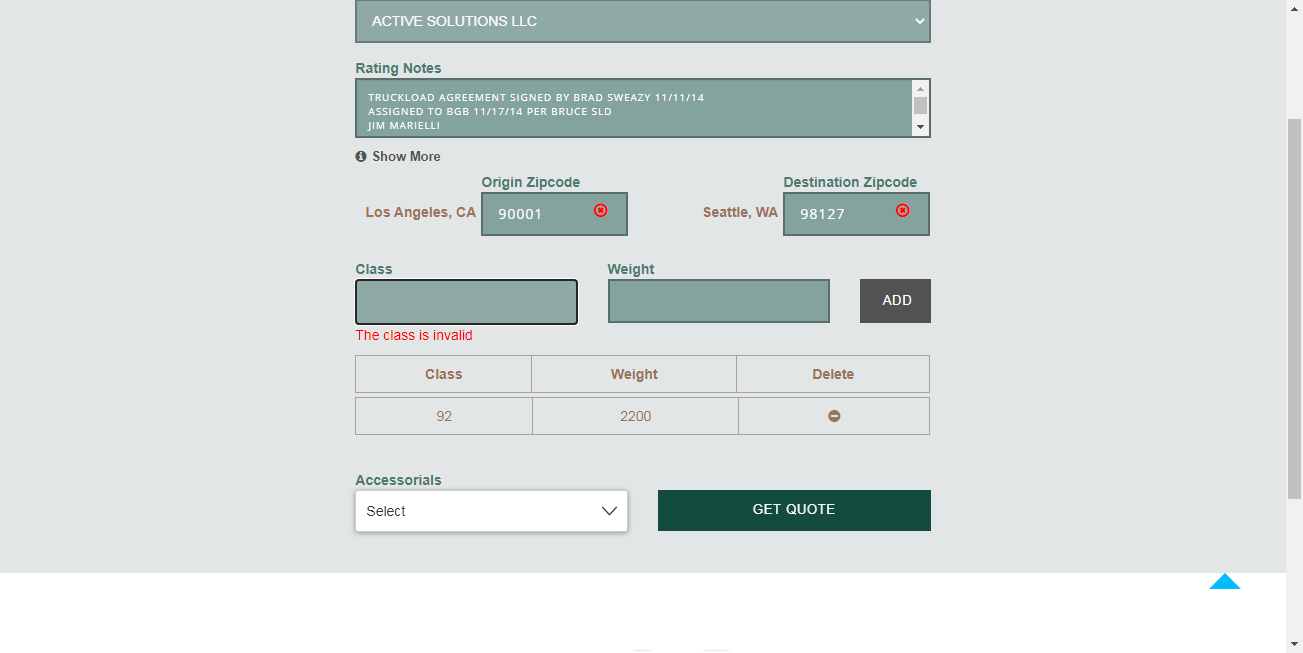 ACTIVE SOLUTIONS LLC
Rating Notes
TRUCKLOAD AGREEMENT SIGNED BY BRAD SWEAZY 11/11/14
ASSIGNED TO BGB 11/17/14 PER BRUCE SLD
JIM MARIELLI
Show More
Origin Zipcode Destination Zipcode
Los Angeles, CA 90001 Seattle, WA 98127
Class Weight
ADD
The class is invalid
Class Weight Delete
92 2200
Accessorials
Select GET QUOTE